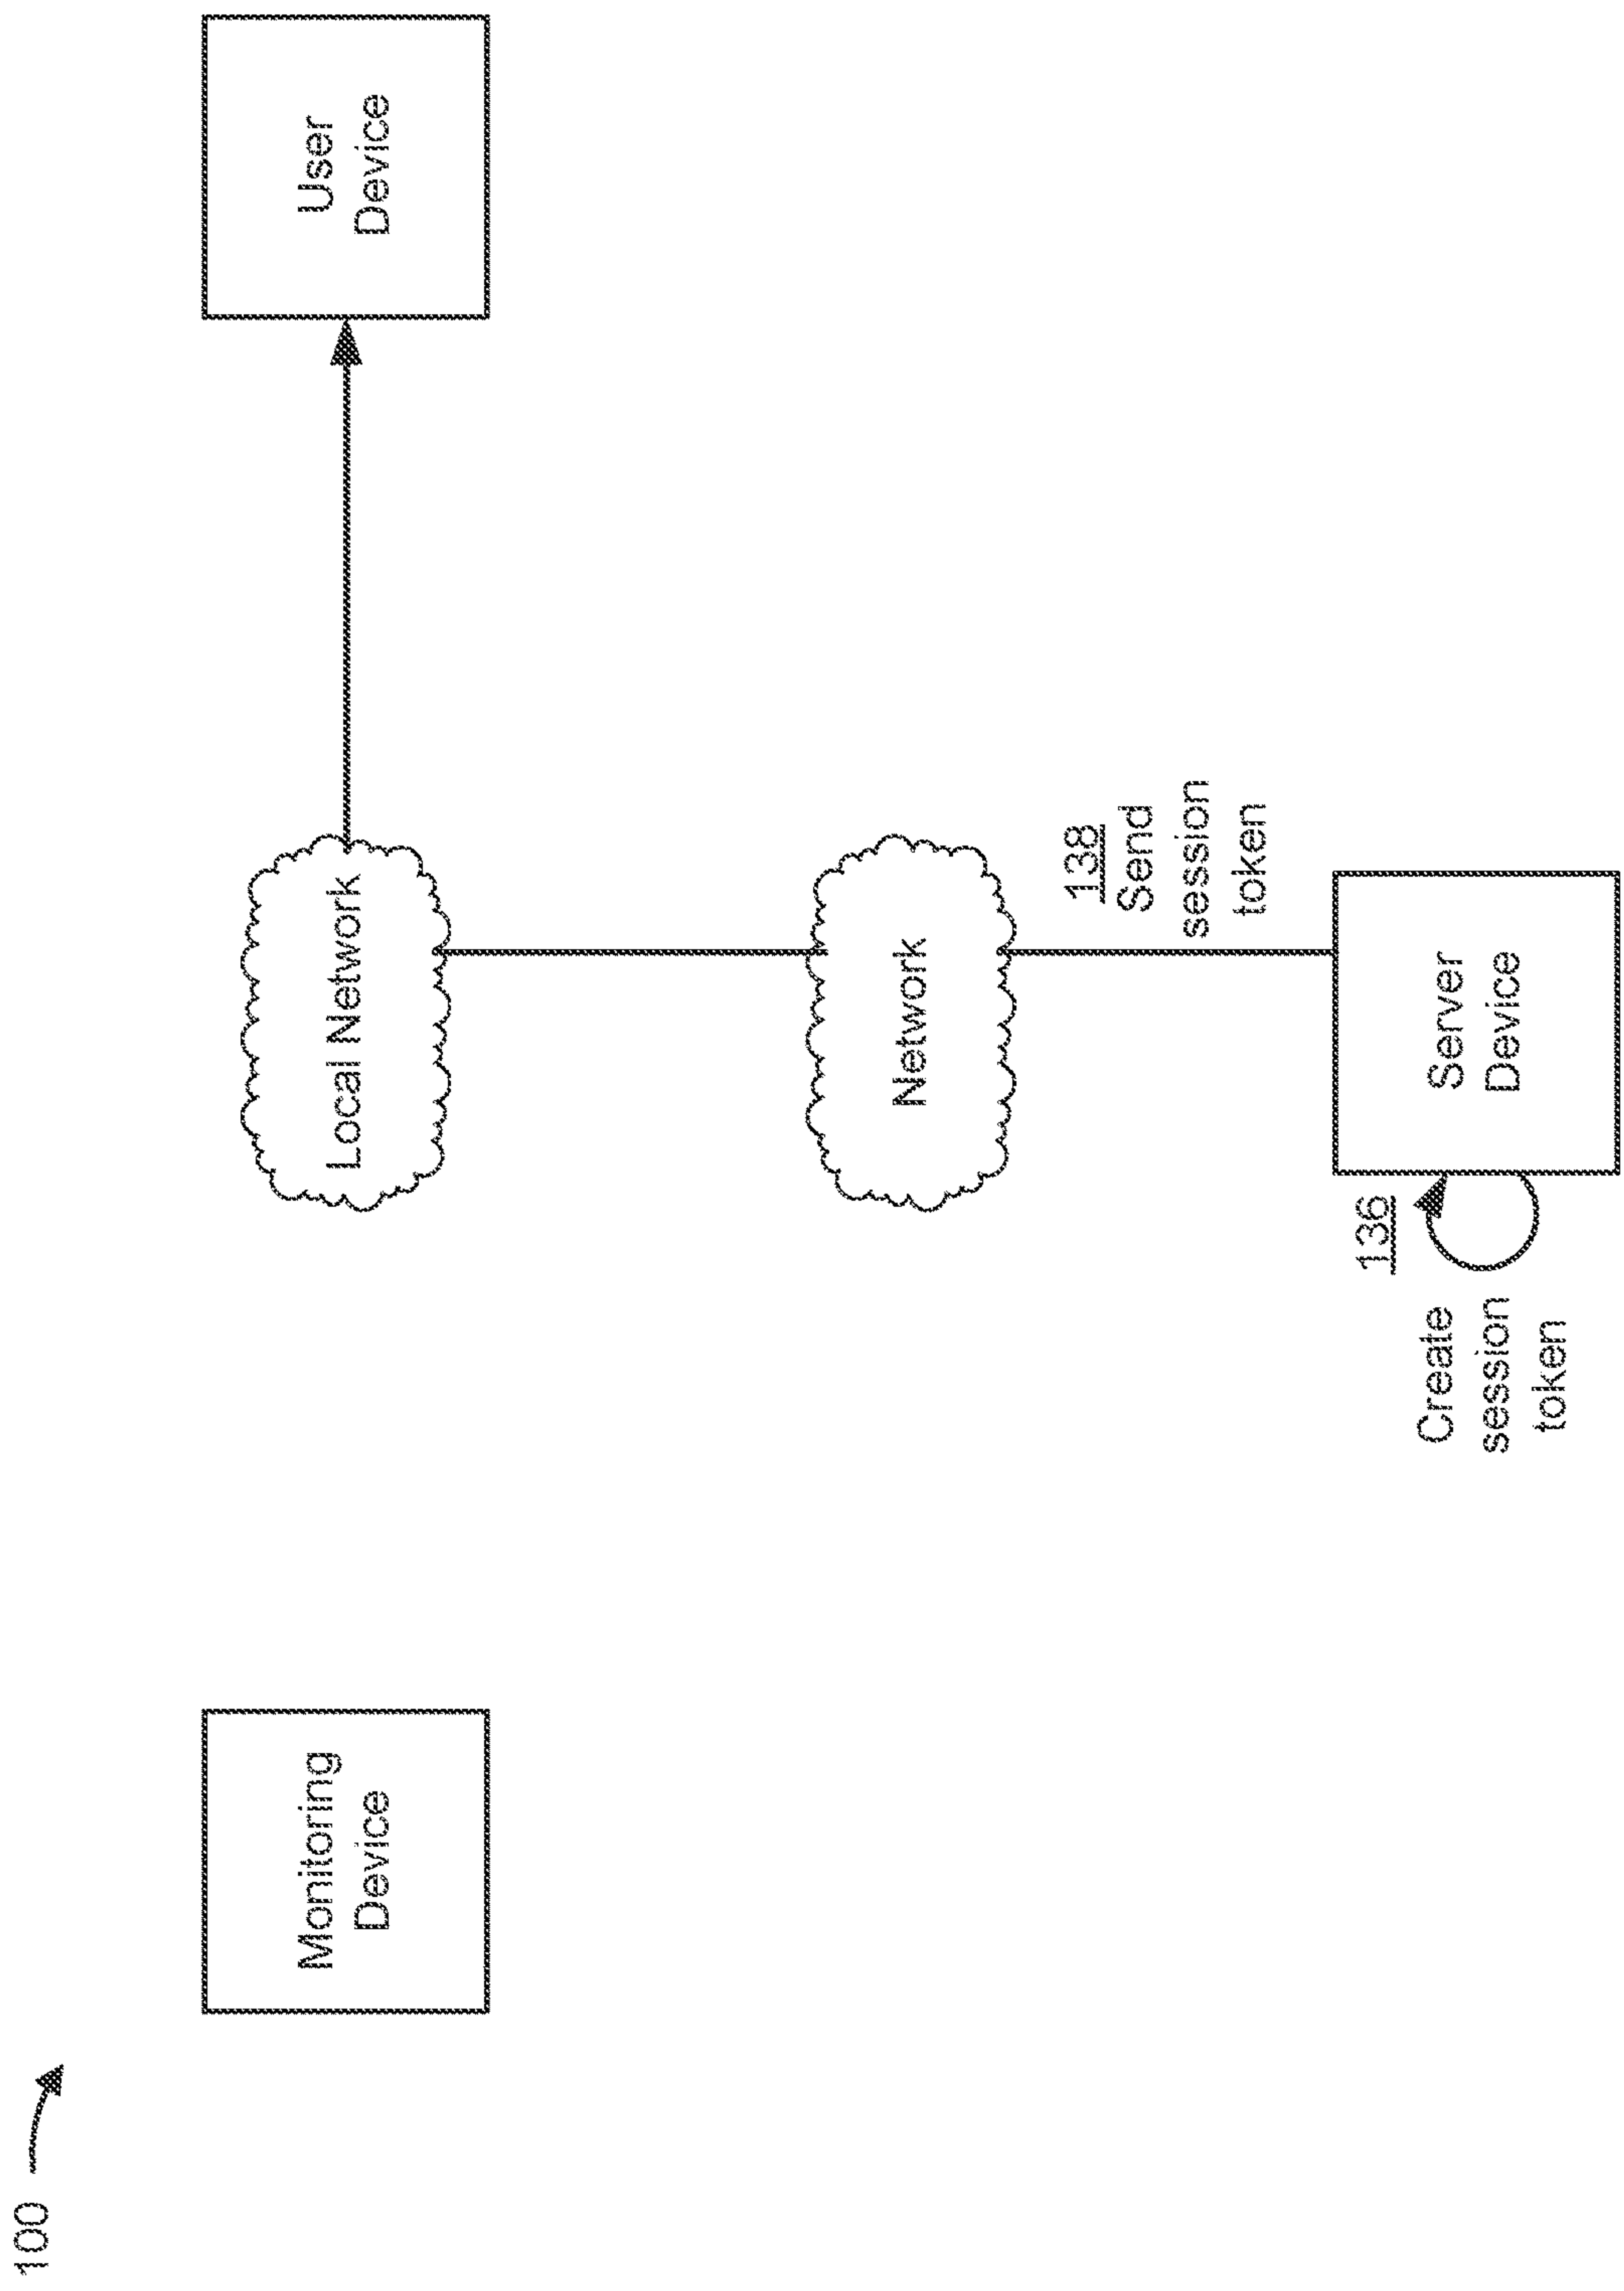 100
Monitoring
Device
Local Network
User
Device
Network
138
Send
session
token
136
Create
session
token
Server
Device